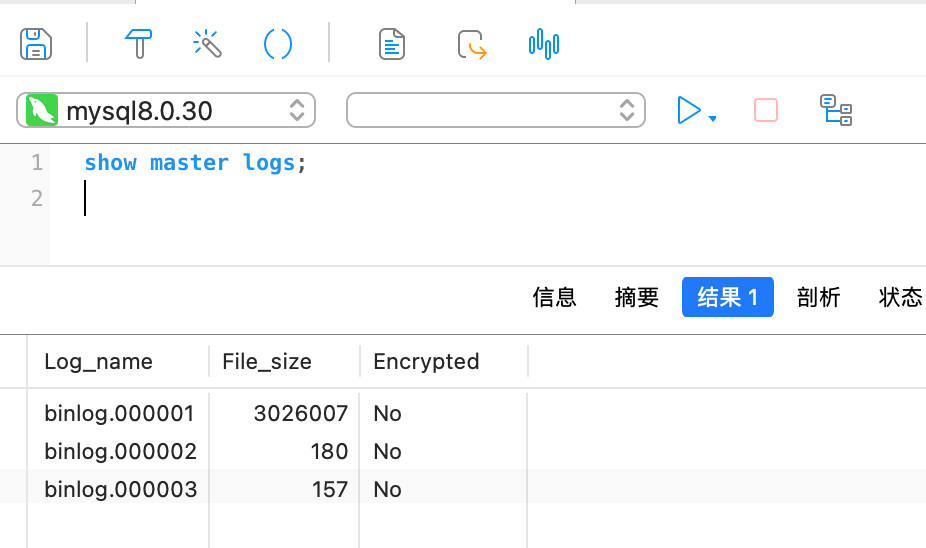 mysql8.0.30
1 show master logs;
2
信息 摘要 结果 1 剖析 状态
Log_name File_size Encrypted
binlog.000001 3026007 No
binlog.000002 180 No
binlog.000003 157 No